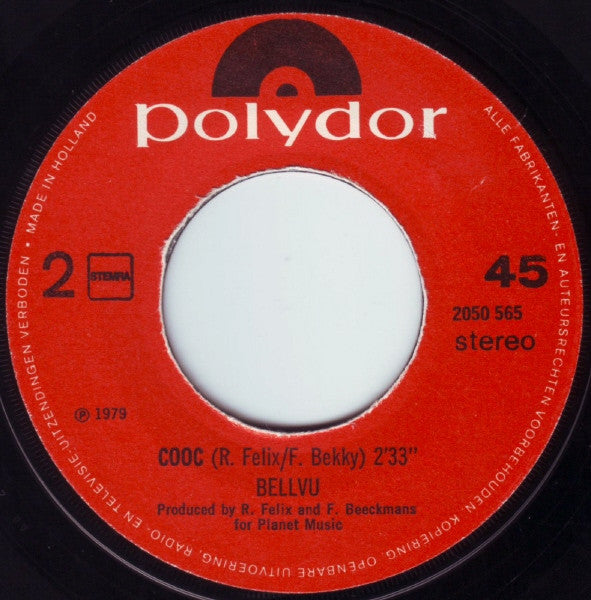 polydor
2 STEMRA
45
2050 565
stereo
℗ 1979
COOC (R. Felix/F. Bekky) 2'33"
BELLVU
Produced by R. Felix and F. Beeckmans
for Planet Music
ALLE FABRIKANTEN- EN AUTEURSRECHTEN VOORBEHOUDEN. KOPIËRING, OPENBARE UITVOERING, RADIO- EN TELEVISIE-UITZENDINGEN VERBODEN • MADE IN HOLLAND